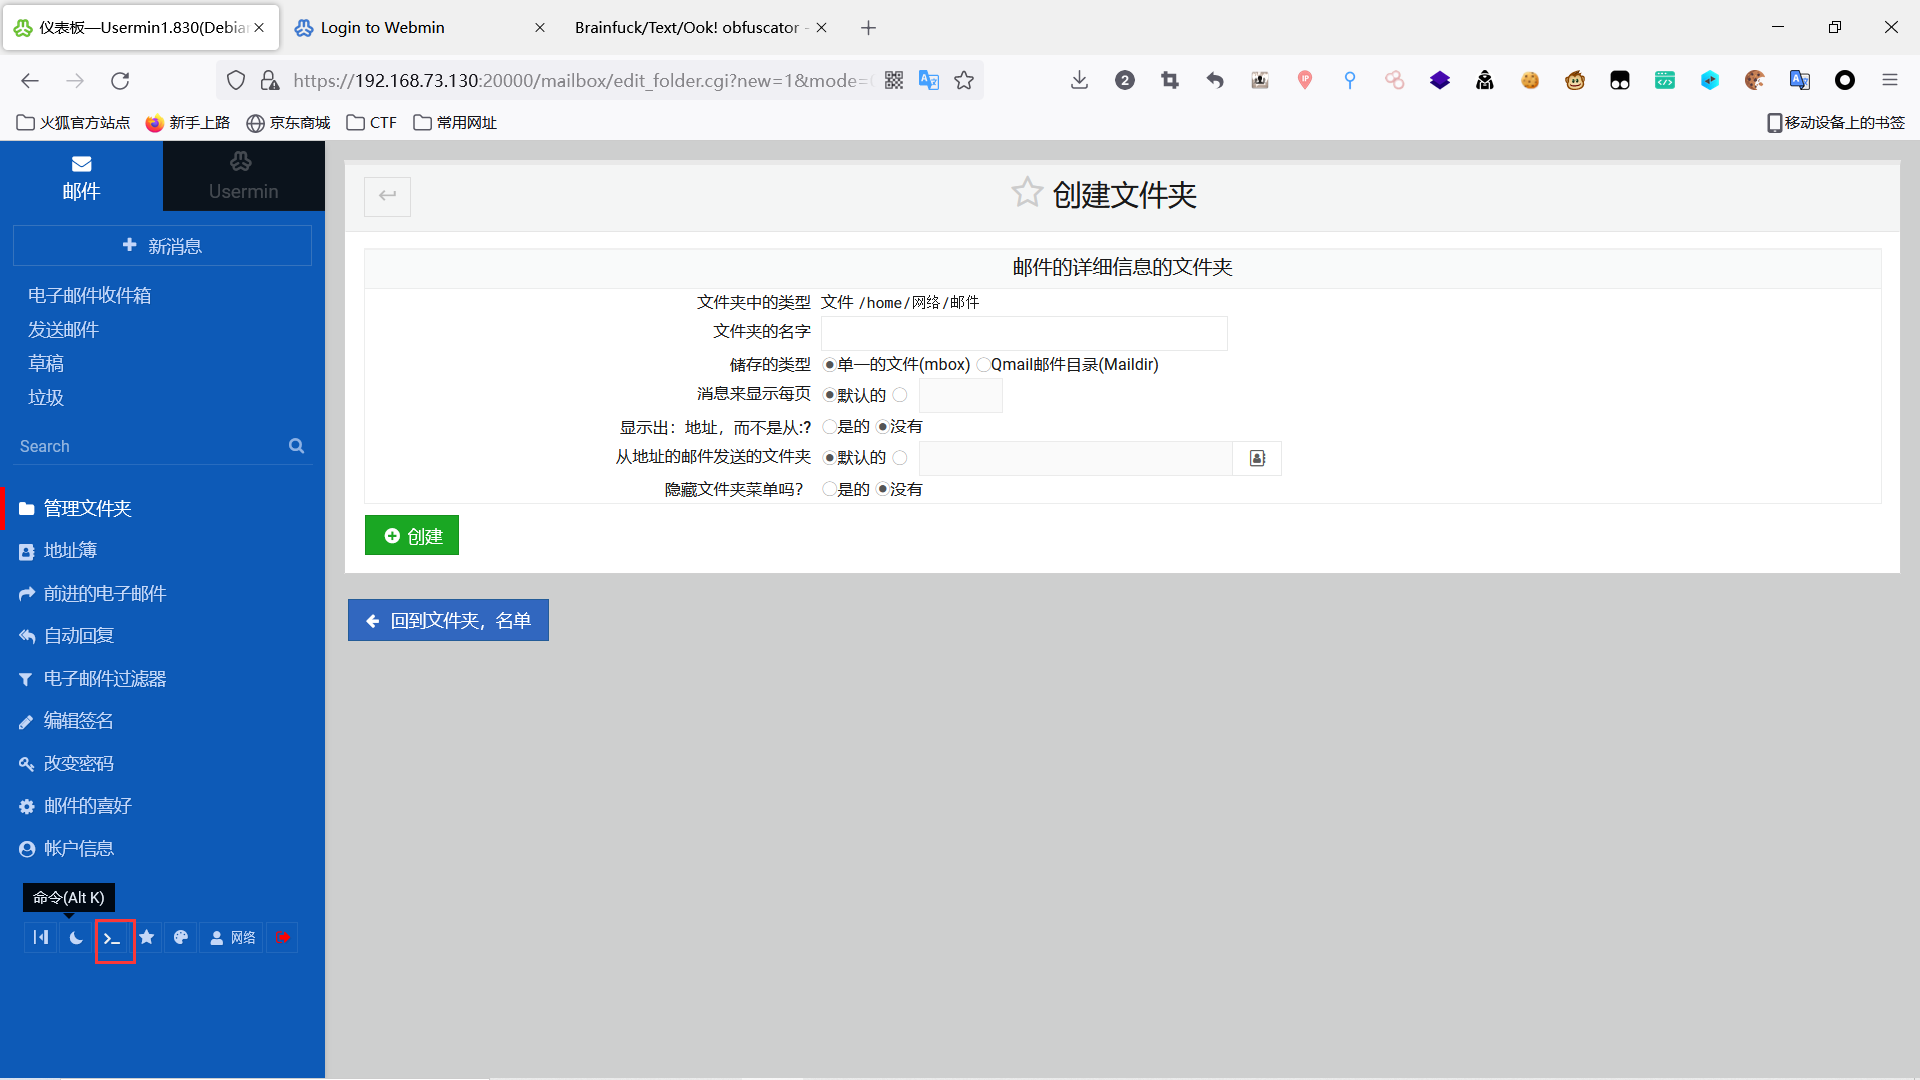 仪表板—Usermin1.830(Debian
Login to Webmin
Brainfuck/Text/Ook! obfuscator -
https://192.168.73.130:20000/mailbox/edit_folder.cgi?new=1&mode=
火狐官方站点
新手上路
京东商城
CTF
常用网址
移动设备上的书签
邮件
Usermin
新消息
电子邮件收件箱
发送邮件
草稿
垃圾
Search
管理文件夹
地址簿
前进的电子邮件
自动回复
电子邮件过滤器
编辑签名
改变密码
邮件的喜好
帐户信息
命令(Alt K)
网络
创建文件夹
邮件的详细信息的文件夹
文件夹中的类型 文件 /home/网络/邮件
文件夹的名字
储存的类型 单一的文件(mbox) Qmail邮件目录(Maildir)
消息来显示每页 默认的
显示出：地址，而不是从:? 是的 没有
从地址的邮件发送的文件夹 默认的
隐藏文件夹菜单吗？ 是的 没有
创建
回到文件夹，名单